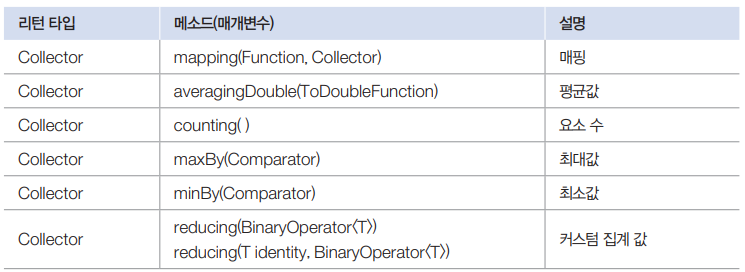 리턴 타입 메소드(매개변수) 설명
Collector mapping(Function, Collector) 매핑
Collector averagingDouble(ToDoubleFunction) 평균값
Collector counting( ) 요소 수
Collector maxBy(Comparator) 최대값
Collector minBy(Comparator) 최소값
Collector reducing(BinaryOperator〈T〉) 커스텀 집계 값
reducing(T identity, BinaryOperator〈T〉)